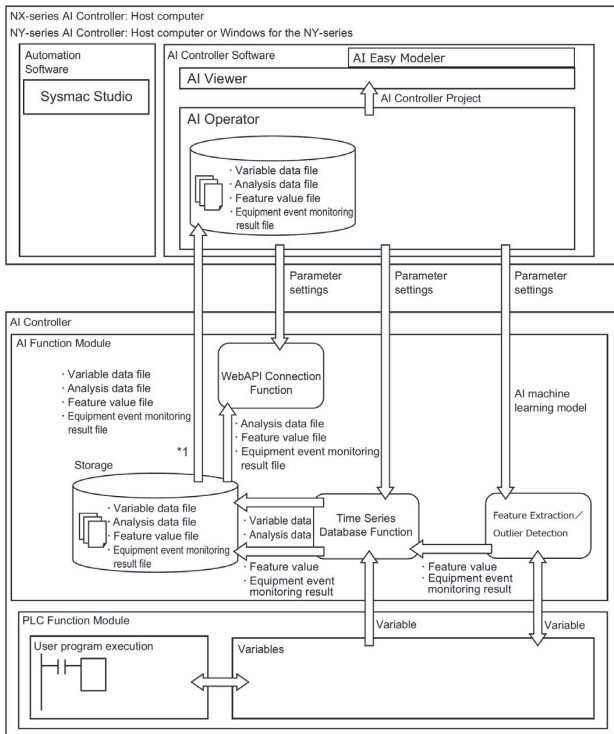 NX-series AI Controller: Host computer
NY-series AI Controller: Host computer or Windows for the NY-series
Automation
Software
Sysmac Studio
AI Controller Software
AI Easy Modeler
AI Viewer
AI Controller Project
AI Operator
· Variable data file
· Analysis data file
· Feature value file
· Equipment event monitoring
result file
Parameter
settings
Parameter
settings
Parameter
settings
AI Controller
AI Function Module
· Variable data file
· Analysis data file
· Feature value file
· Equipment event monitoring
result file
*1
WebAPI Connection
Function
· Analysis data file
· Feature value file
· Equipment event monitoring
result file
AI machine
learning model
Storage
· Variable data file
· Analysis data file
· Feature value file
· Equipment event monitoring
result file
· Variable data
· Analysis data
· Feature value
· Equipment event
monitoring result
Time Series
Database Function
Feature Extraction／
Outlier Detection
· Feature value
· Equipment event
monitoring result
Variable
Variable
PLC Function Module
User program execution
Variables